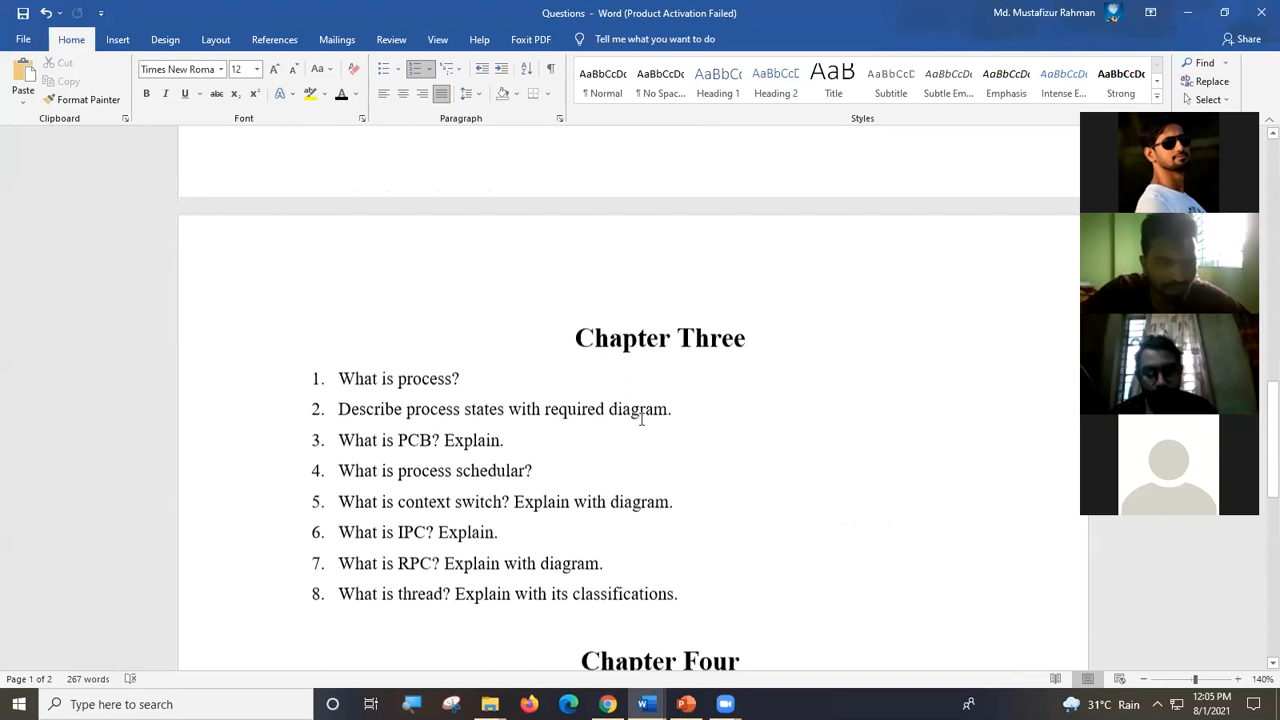 Questions - Word (Product Activation Failed)
Md. Mustafizur Rahman
File Home Insert Design Layout References Mailings Review View Help Foxit PDF Tell me what you want to do
Share
Paste
Cut
Copy
Format Painter
Times New Roma 12
AaBbCcDc ¶ Normal
AaBbCcDc ¶ No Spac...
AaBbCcI Heading 1
AaBbCcD Heading 2
AaB Title
AaBbCcC Subtitle
AaBbCcDc Subtle Em...
AaBbCcDc Emphasis
AaBbCcDc Intense E...
AaBbCcDc Strong
Find
Replace
Select
Clipboard Font Paragraph Styles
Chapter Three
1. What is process?
2. Describe process states with required diagram.
3. What is PCB? Explain.
4. What is process schedular?
5. What is context switch? Explain with diagram.
6. What is IPC? Explain.
7. What is RPC? Explain with diagram.
8. What is thread? Explain with its classifications.
Chapter Four
Page 1 of 2 267 words
140%
Type here to search
31°C Rain
12:05 PM
8/1/2021